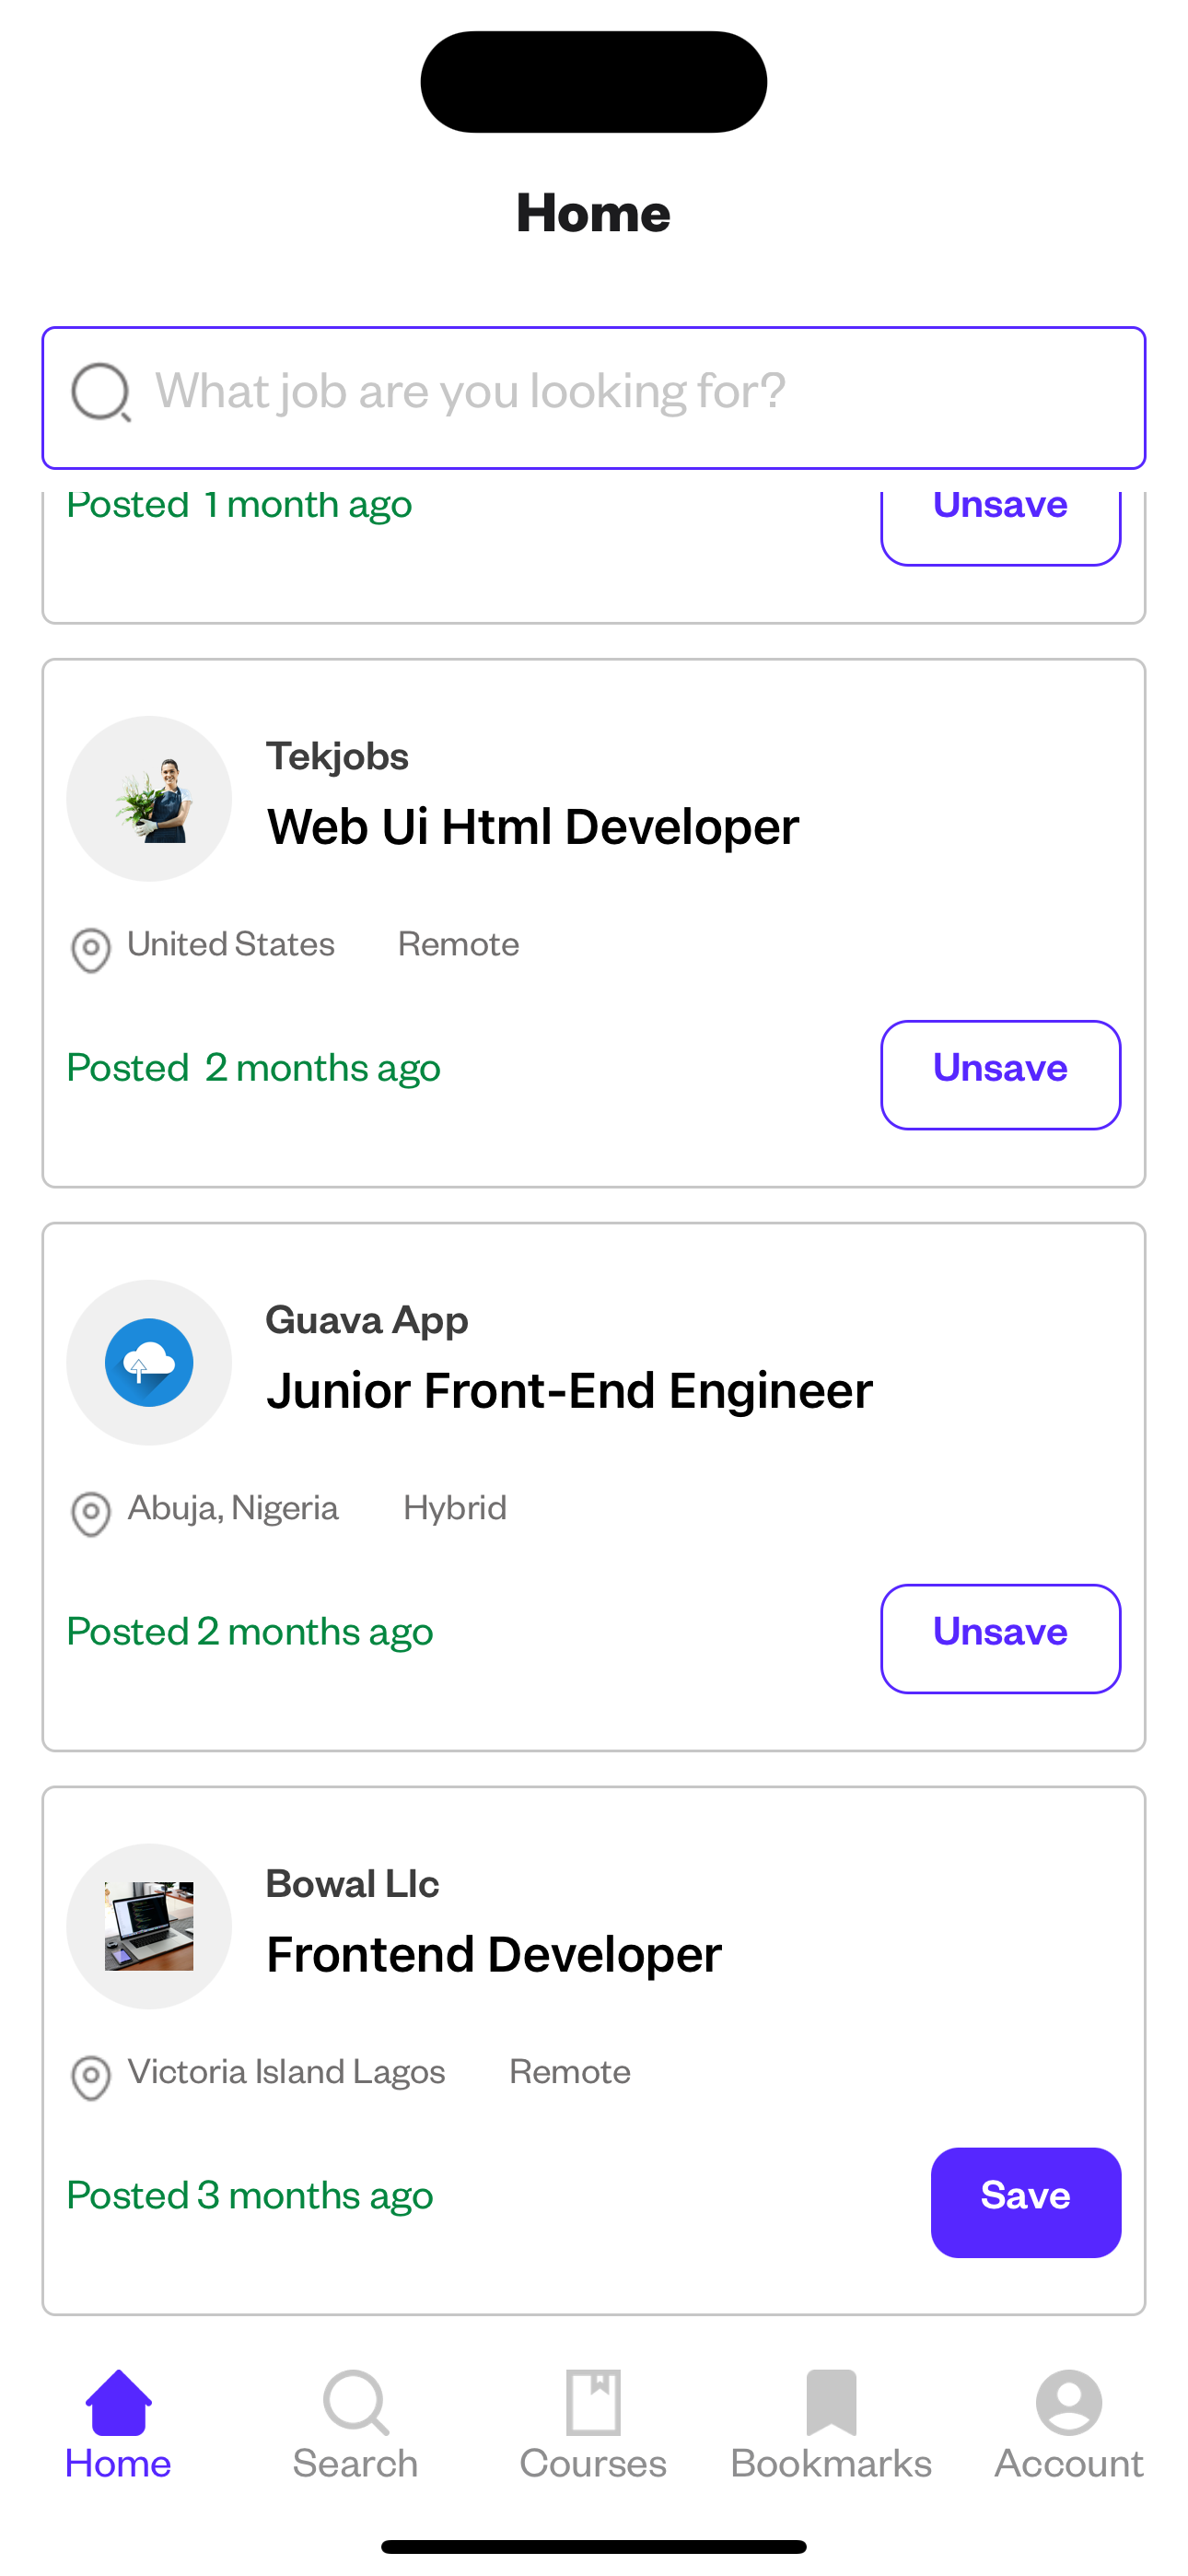 Home
What job are you looking for?
Posted 1 month ago Unsave
Tekjobs
Web Ui Html Developer
United States Remote
Posted 2 months ago Unsave
Guava App
Junior Front-End Engineer
Abuja, Nigeria Hybrid
Posted 2 months ago Unsave
Bowal Llc
Frontend Developer
Victoria Island Lagos Remote
Posted 3 months ago Save
Home Search Courses Bookmarks Account